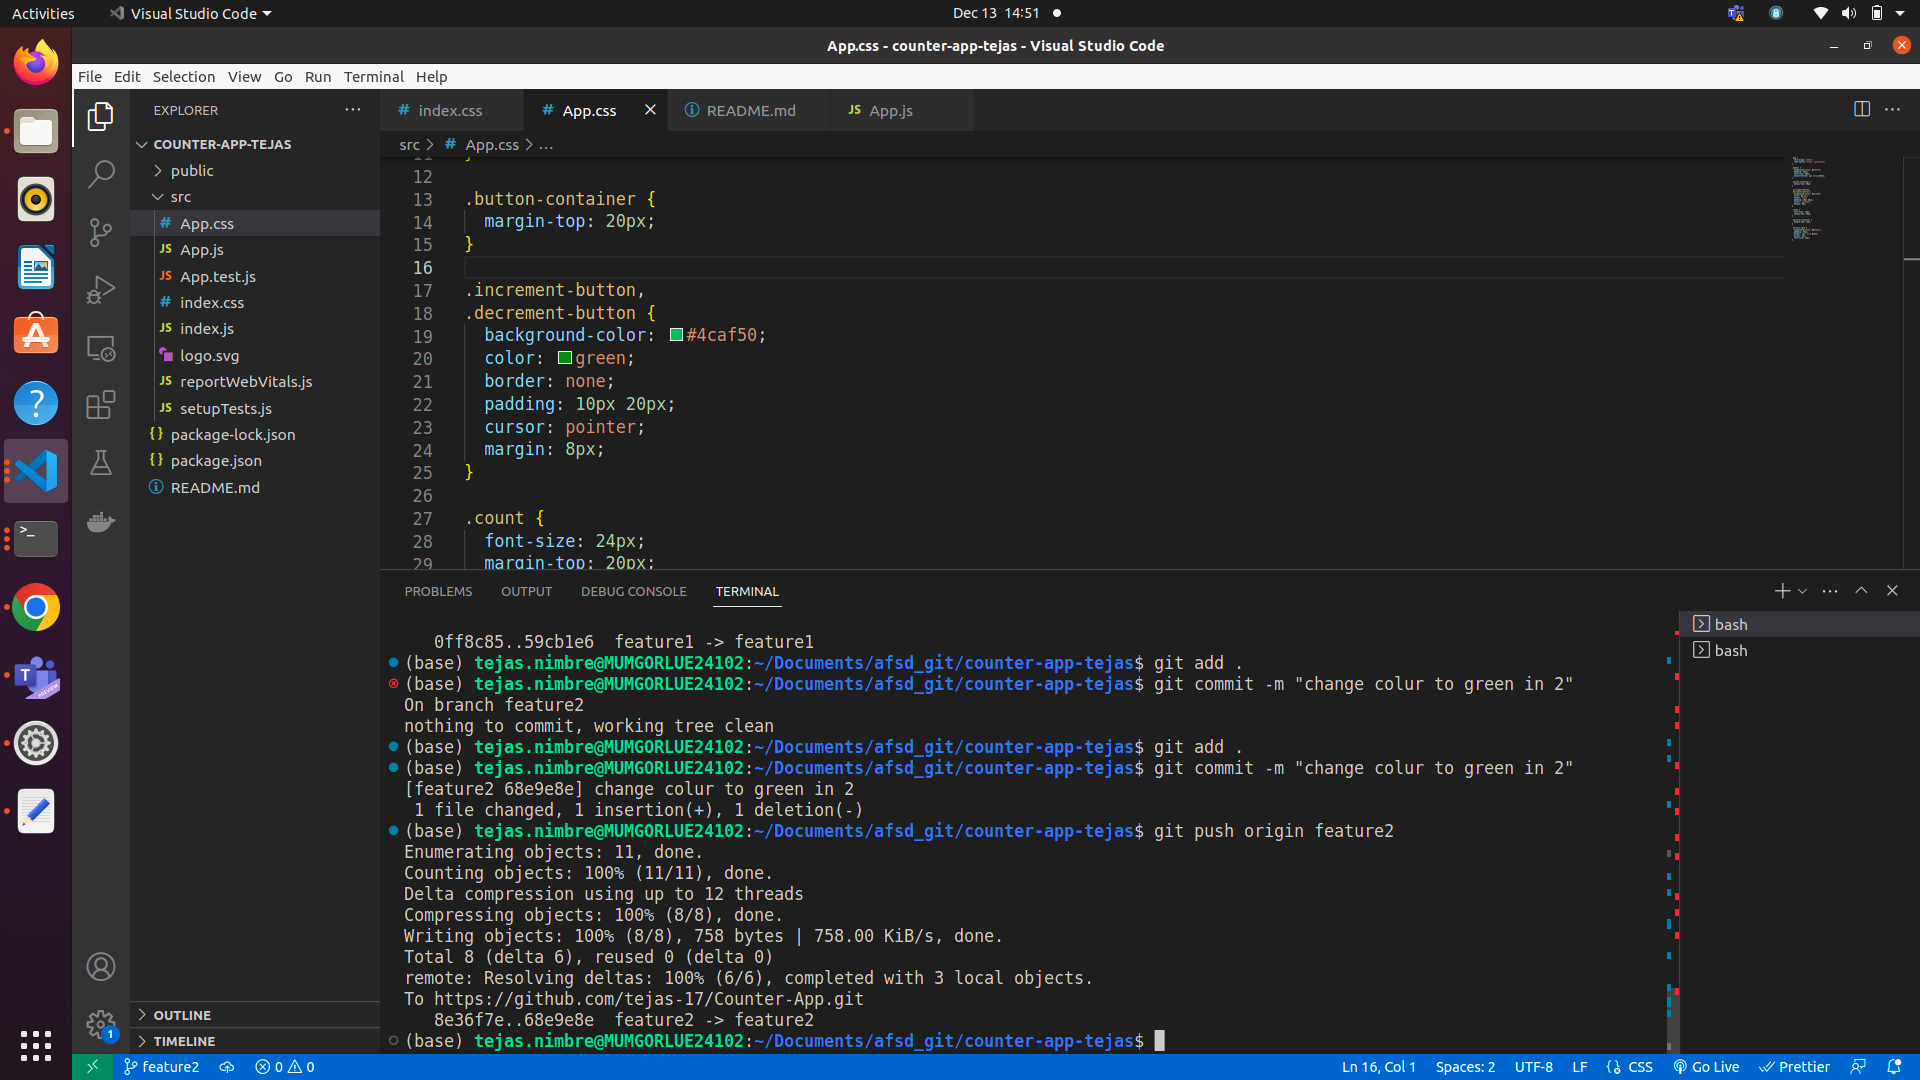 Activities
Visual Studio Code
Dec 13 14:51
App.css - counter-app-tejas - Visual Studio Code
File Edit Selection View Go Run Terminal Help
EXPLORER
COUNTER-APP-TEJAS
public
src
# App.css
JS App.js
JS App.test.js
# index.css
JS index.js
logo.svg
JS reportWebVitals.js
JS setupTests.js
{} package-lock.json
{} package.json
README.md
OUTLINE
TIMELINE
# index.css
# App.css
README.md
JS App.js
src > # App.css > ...
11 }
12
13 .button-container {
14 margin-top: 20px;
15 }
16
17 .increment-button,
18 .decrement-button {
19 background-color: #4caf50;
20 color: green;
21 border: none;
22 padding: 10px 20px;
23 cursor: pointer;
24 margin: 8px;
25 }
26
27 .count {
28 font-size: 24px;
29 margin-top: 20px;
PROBLEMS OUTPUT DEBUG CONSOLE TERMINAL
0ff8c85..59cb1e6 feature1 -> feature1
(base) tejas.nimbre@MUMGORLUE24102:~/Documents/afsd_git/counter-app-tejas$ git add .
(base) tejas.nimbre@MUMGORLUE24102:~/Documents/afsd_git/counter-app-tejas$ git commit -m "change colur to green in 2"
On branch feature2
nothing to commit, working tree clean
(base) tejas.nimbre@MUMGORLUE24102:~/Documents/afsd_git/counter-app-tejas$ git add .
(base) tejas.nimbre@MUMGORLUE24102:~/Documents/afsd_git/counter-app-tejas$ git commit -m "change colur to green in 2"
[feature2 68e9e8e] change colur to green in 2
1 file changed, 1 insertion(+), 1 deletion(-)
(base) tejas.nimbre@MUMGORLUE24102:~/Documents/afsd_git/counter-app-tejas$ git push origin feature2
Enumerating objects: 11, done.
Counting objects: 100% (11/11), done.
Delta compression using up to 12 threads
Compressing objects: 100% (8/8), done.
Writing objects: 100% (8/8), 758 bytes | 758.00 KiB/s, done.
Total 8 (delta 6), reused 0 (delta 0)
remote: Resolving deltas: 100% (6/6), completed with 3 local objects.
To https://github.com/tejas-17/Counter-App.git
8e36f7e..68e9e8e feature2 -> feature2
(base) tejas.nimbre@MUMGORLUE24102:~/Documents/afsd_git/counter-app-tejas$
bash
bash
1
feature2
0 0
Ln 16, Col 1
Spaces: 2
UTF-8
LF
{} CSS
Go Live
Prettier